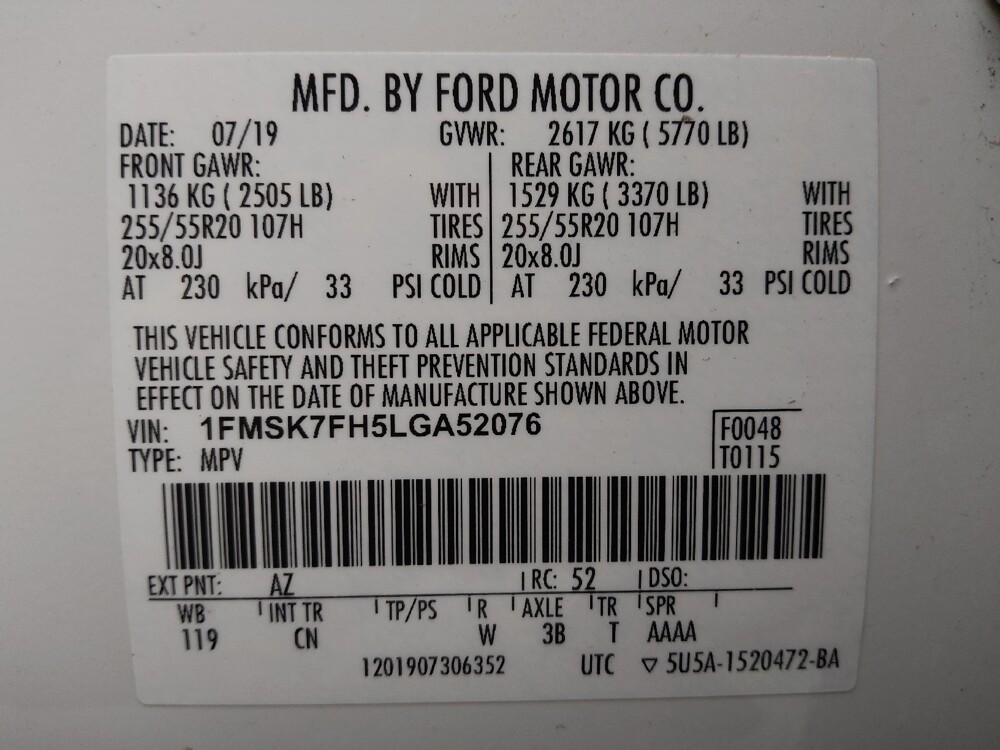 MFD. BY FORD MOTOR CO.
DATE: 07/19 GVWR: 2617 KG ( 5770 LB)
FRONT GAWR: REAR GAWR:
1136 KG ( 2505 LB) WITH 1529 KG ( 3370 LB) WITH
255/55R20 107H TIRES 255/55R20 107H TIRES
20x8.0J RIMS 20x8.0J RIMS
AT 230 kPa/ 33 PSI COLD AT 230 kPa/ 33 PSI COLD
THIS VEHICLE CONFORMS TO ALL APPLICABLE FEDERAL MOTOR
VEHICLE SAFETY AND THEFT PREVENTION STANDARDS IN
EFFECT ON THE DATE OF MANUFACTURE SHOWN ABOVE.
VIN: 1FMSK7FH5LGA52076 F0048
TYPE: MPV T0115
EXT PNT: AZ RC: 52 DSO:
WB INT TR TP/PS R AXLE TR SPR
119 CN W 3B T AAAA
1201907306352 UTC ▽ 5U5A-1520472-BA